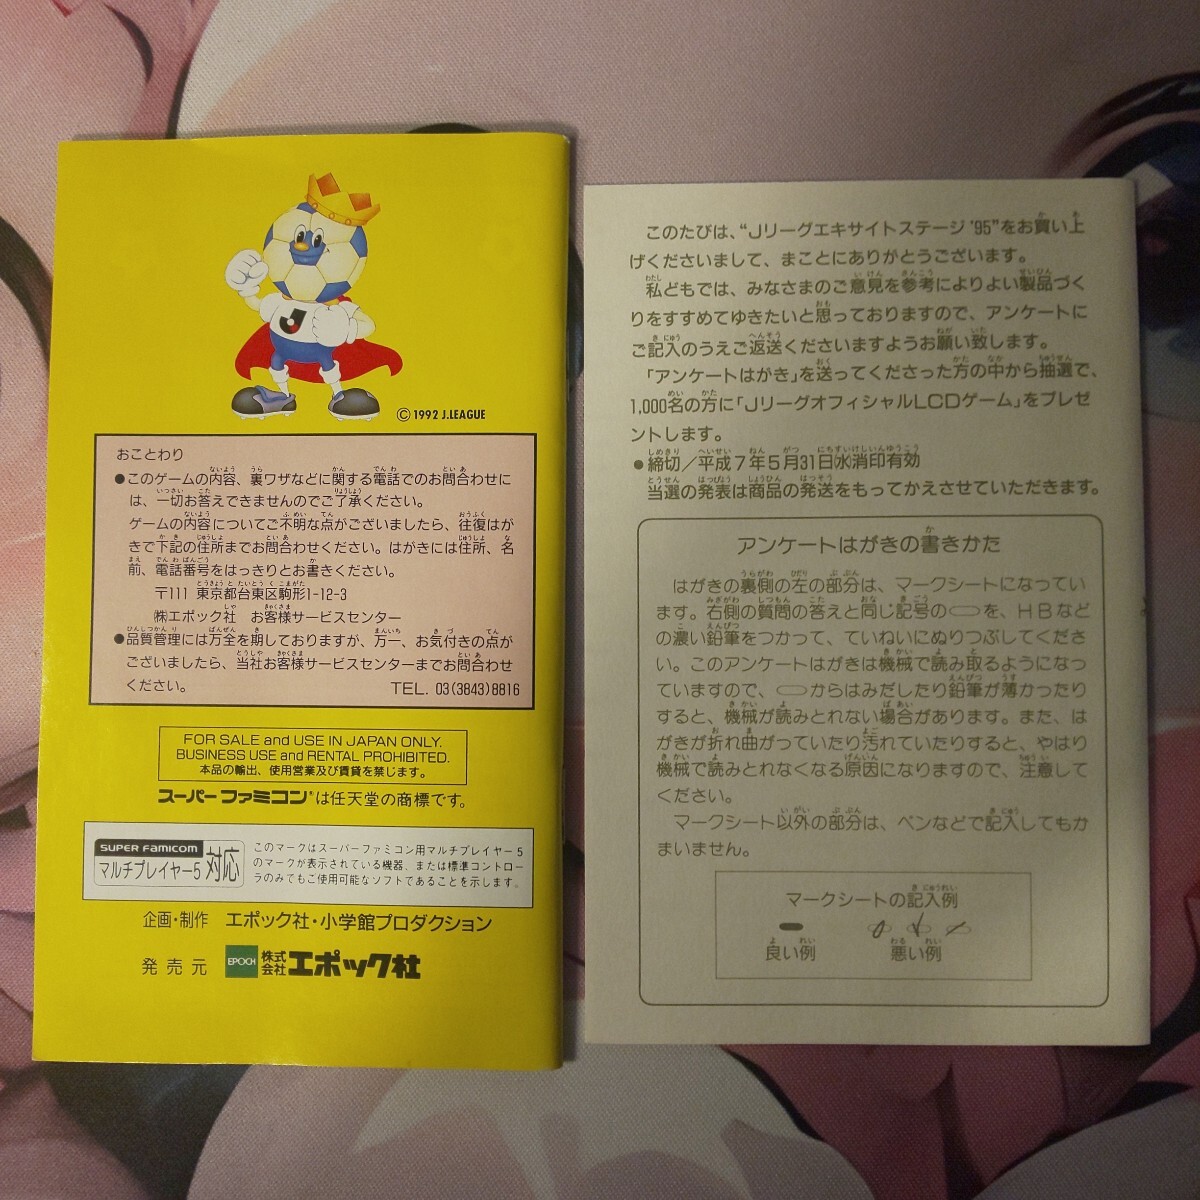 J
© 1992 J.LEAGUE
おことわり
●このゲームの内容、裏ワザなどに関する電話でのお問合わせに
は、一切お答えできませんのでご了承ください。
ゲームの内容についてご不明な点がございましたら、往復はが
きで下記の住所までお問合わせください。はがきには住所、名
前、電話番号をはっきりとお書きください。
〒111 東京都台東区駒形1-12-3
㈱エポック社 お客様サービスセンター
●品質管理には万全を期しておりますが、万一、お気付きの点が
ございましたら、当社お客様サービスセンターまでお問合わせ
ください。
TEL. 03(3843)8816
FOR SALE and USE IN JAPAN ONLY.
BUSINESS USE and RENTAL PROHIBITED.
本品の輸出、使用営業及び賃貸を禁じます。
スーパーファミコン®は任天堂の商標です。
SUPER FAMICOM
マルチプレイヤー5 対応
このマークはスーパーファミコン用マルチプレイヤー5
のマークが表示されている機器、または標準コントロー
ラのみでもご使用可能なソフトであることを示します。
企画・制作 エポック社・小学館プロダクション
発売元 EPOCH 株式会社エポック社
このたびは、“Jリーグエキサイトステージ'95”をお買い上
げくださいまして、まことにありがとうございます。
私どもでは、みなさまのご意見を参考によりよい製品づく
りをすすめてゆきたいと思っておりますので、アンケートに
ご記入のうえご返送くださいますようお願い致します。
「アンケートはがき」を送ってくださった方の中から抽選で、
1,000名の方に「JリーグオフィシャルLCDゲーム」をプレゼ
ントします。
●締切/平成7年5月31日㈬消印有効
当選の発表は商品の発送をもってかえさせていただきます。
アンケートはがきの書きかた
はがきの裏側の左の部分は、マークシートになってい
ます。右側の質問の答えと同じ記号の⬭を、HBなど
の濃い鉛筆をつかって、ていねいにぬりつぶしてくださ
い。このアンケートはがきは機械で読み取るようになっ
ていますので、⬭からはみだしたり鉛筆が薄かったり
すると、機械が読みとれない場合があります。また、は
がきが折れ曲がっていたり汚れていたりすると、やはり
機械で読みとれなくなる原因になりますので、注意して
ください。
マークシート以外の部分は、ペンなどで記入してもか
まいません。
マークシートの記入例
良い例 悪い例